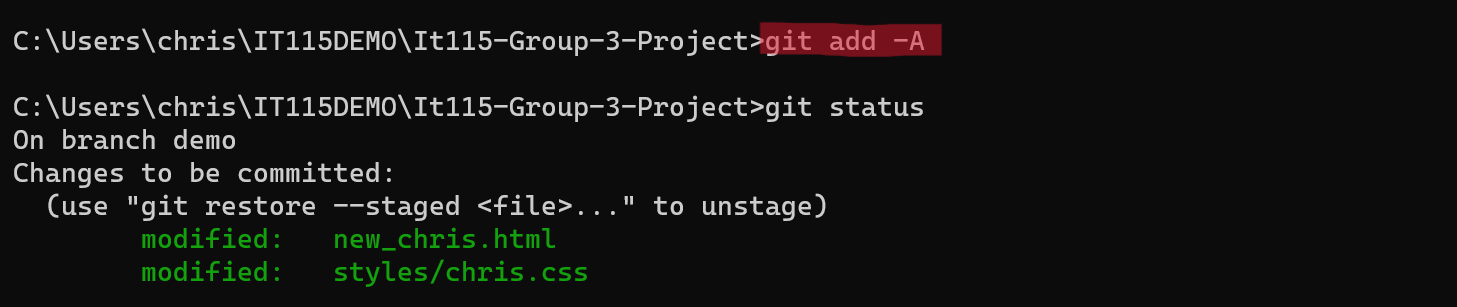 C:\Users\chris\IT115DEMO\It115-Group-3-Project>git add -A
C:\Users\chris\IT115DEMO\It115-Group-3-Project>git status
On branch demo
Changes to be committed:
  (use "git restore --staged <file>..." to unstage)
        modified:   new_chris.html
        modified:   styles/chris.css